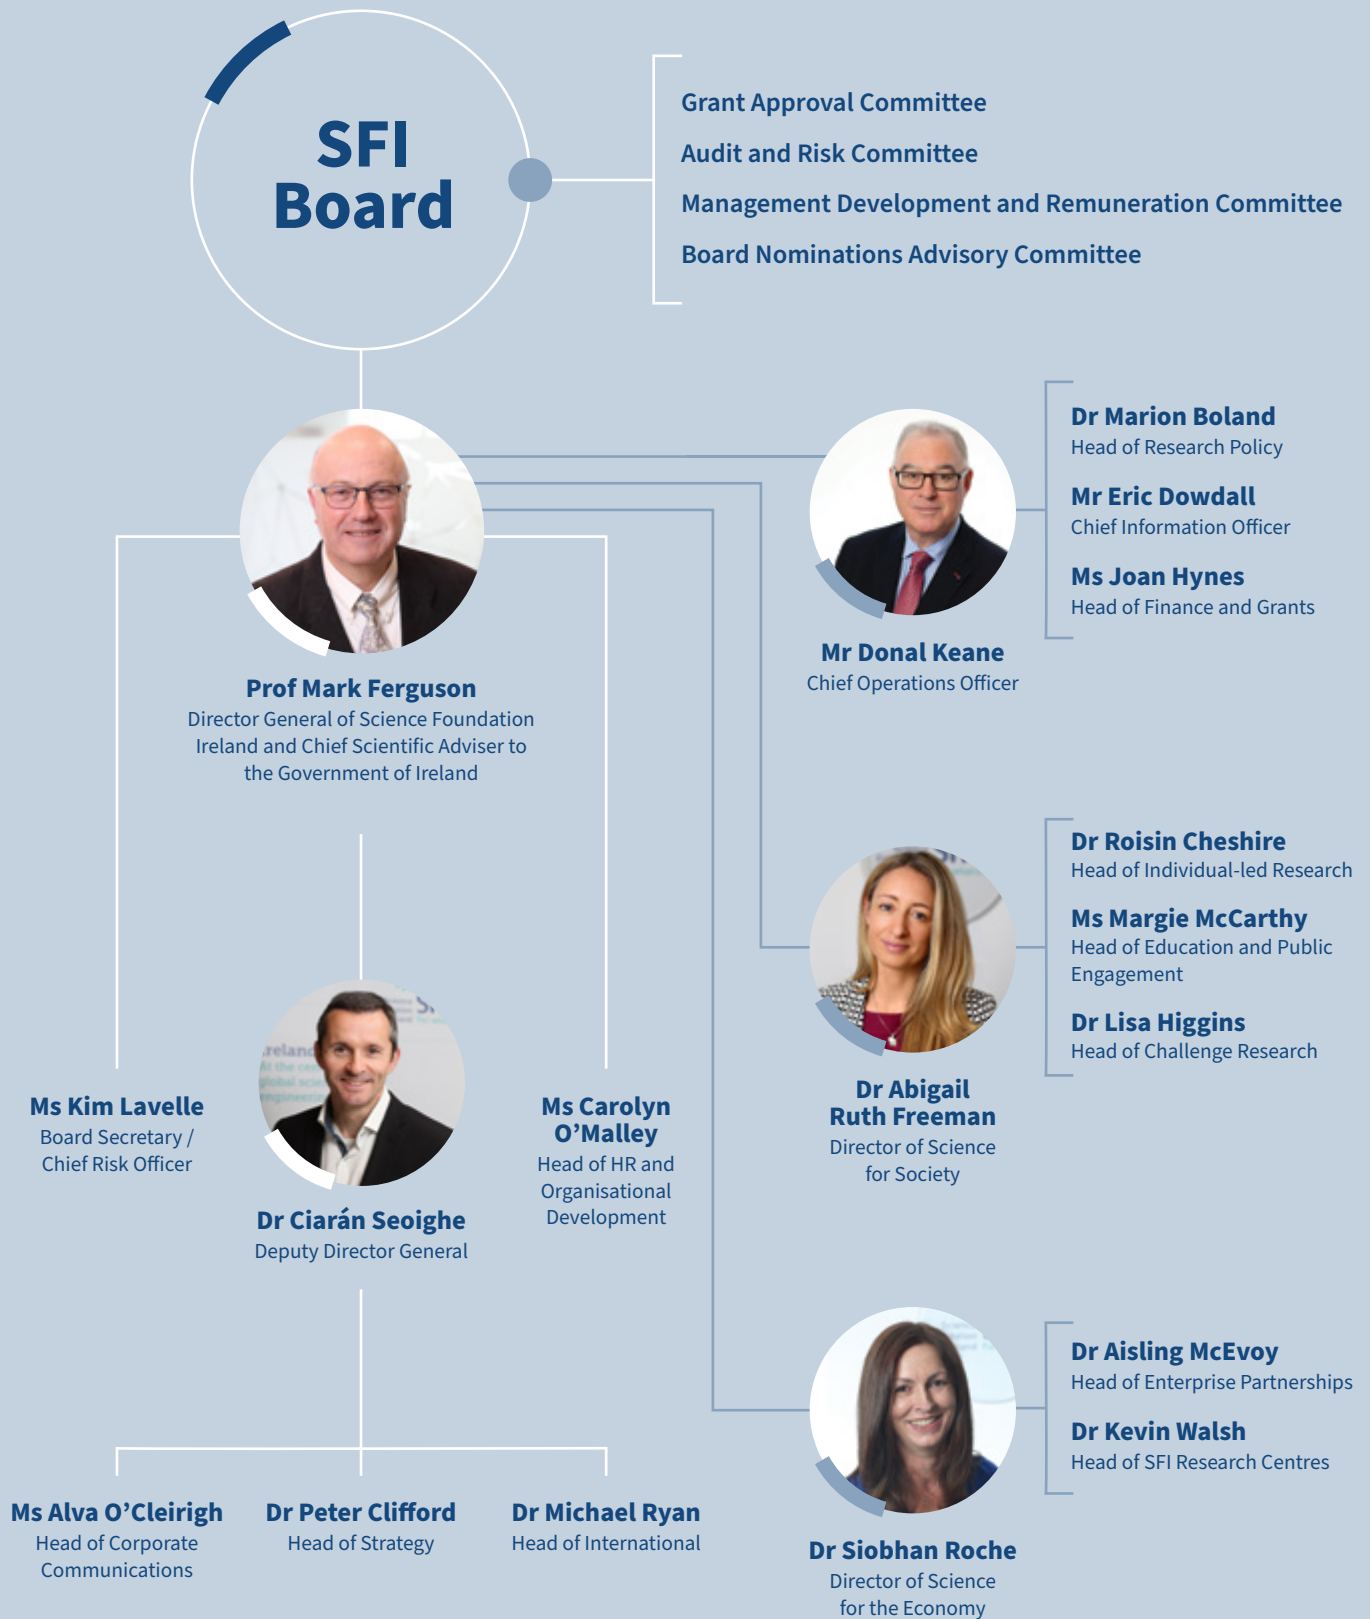 SFI
Board
Grant Approval Committee
Audit and Risk Committee
Management Development and Remuneration Committee
Board Nominations Advisory Committee
Prof Mark Ferguson
Director General of Science Foundation
Ireland and Chief Scientific Adviser to
the Government of Ireland
Mr Donal Keane
Chief Operations Officer
Dr Marion Boland
Head of Research Policy
Mr Eric Dowdall
Chief Information Officer
Ms Joan Hynes
Head of Finance and Grants
Dr Abigail
Ruth Freeman
Director of Science
for Society
Dr Roisin Cheshire
Head of Individual-led Research
Ms Margie McCarthy
Head of Education and Public
Engagement
Dr Lisa Higgins
Head of Challenge Research
Ms Kim Lavelle
Board Secretary /
Chief Risk Officer
Dr Ciarán Seoighe
Deputy Director General
Ms Carolyn
O’Malley
Head of HR and
Organisational
Development
Dr Siobhan Roche
Director of Science
for the Economy
Dr Aisling McEvoy
Head of Enterprise Partnerships
Dr Kevin Walsh
Head of SFI Research Centres
Ms Alva O’Cleirigh
Head of Corporate
Communications
Dr Peter Clifford
Head of Strategy
Dr Michael Ryan
Head of International